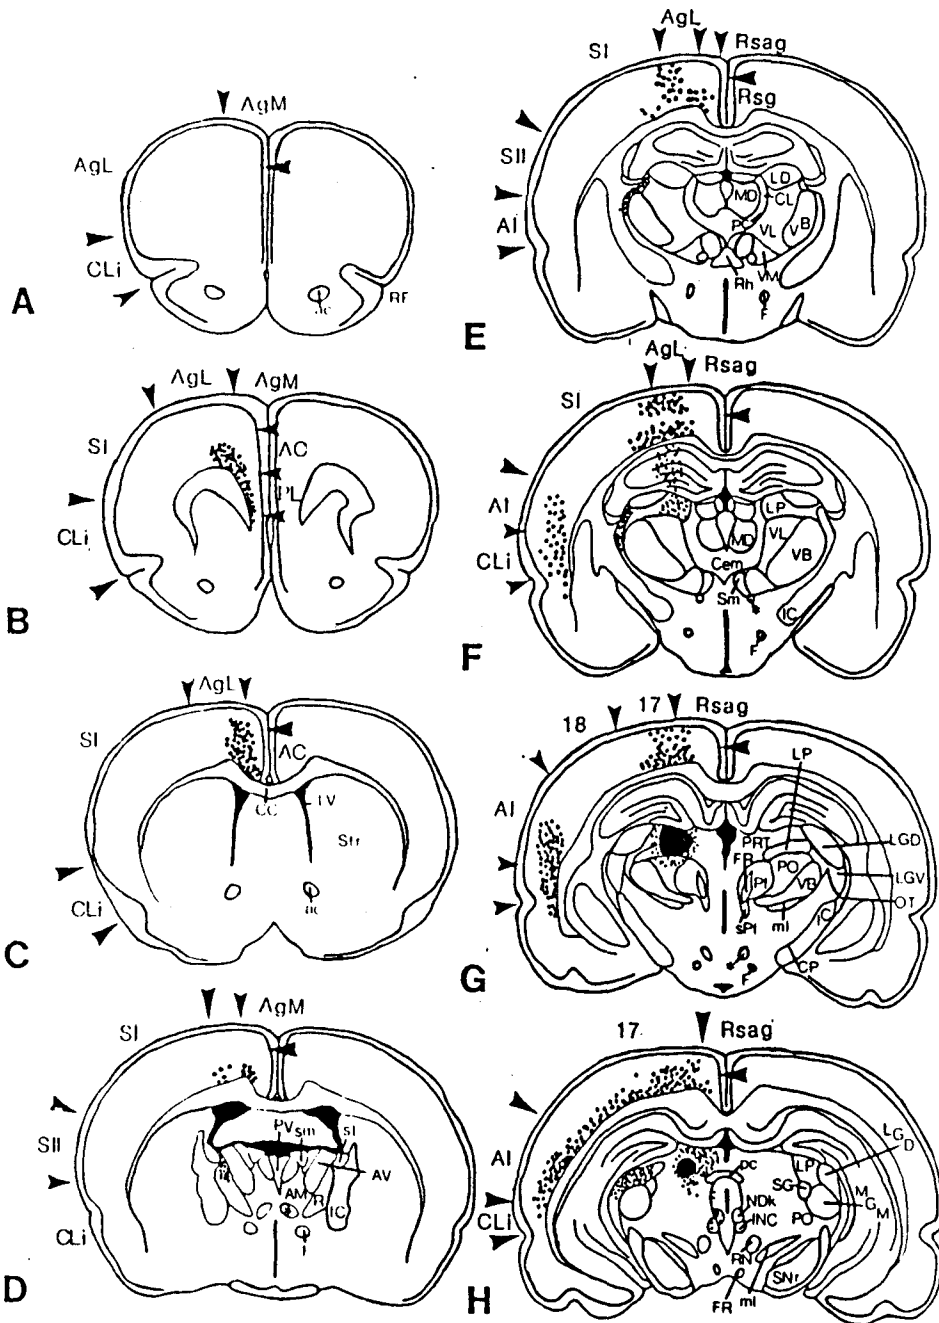 AgM
AgL
CLi
ac
RF
A
AgL AgM
SI
AC
PL
CLi
B
AgL
SI
AC
CC
LV
Str
CLi
ac
C
AgM
SI
SII
PV sm st
AV
AM R IC
f
CLi
D
AgL
SI Rsag
Rsg
SII
LD
MD CL
AI
PC VL VB
Rh VM
F
E
AgL Rsag
SI
AI
LP
VL
MD VB
CLi
Cem
Sm
*
IC
F
F
17 Rsag
18
LP
AI
PRT LGD
FR PO
Pf VB LGV
OT
sPf ml IC
CP
*
F
G
17 Rsag
LGD
AI
pc LP
SG M
NDk GM
CLi
INC PO
RN
SNr
FR ml
H